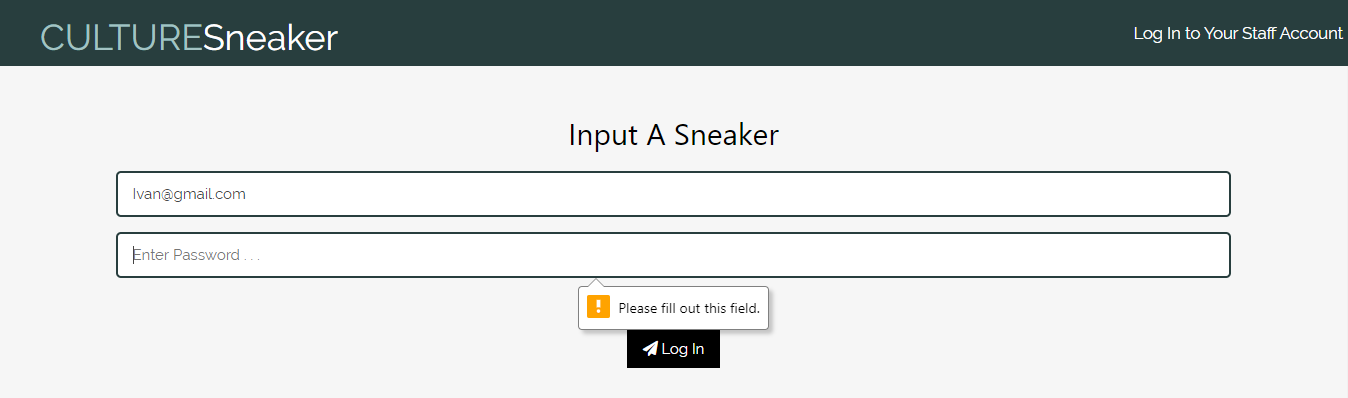 CULTURESneaker
Log In to Your Staff Account
Input A Sneaker
Ivan@gmail.com
Enter Password . . .
Please fill out this field.
Log In